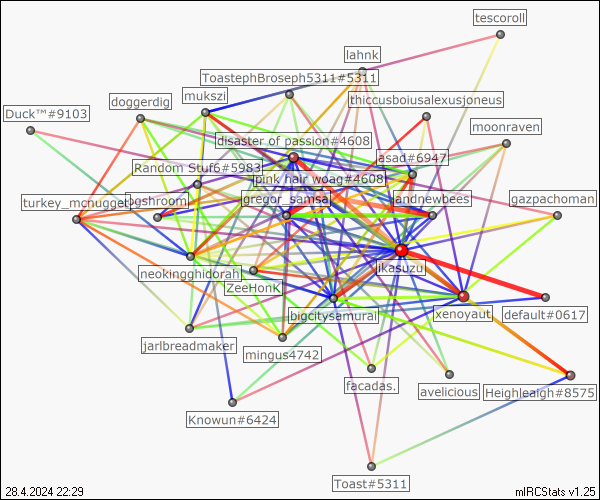 tescoroll
lahnk
ToastephBroseph5311#5311
mukszi
thiccusboiusalexusjoneus
doggerdig
Duck™#9103
moonraven
disaster of passion#4608
asad#6947
Random Stuf6#5983
pink hair woag#4608
turkey_mcnugget
pgshroom
gregor_samsa
jandnewbees
gazpachoman
neokingghidorah
ikasuzu
ZeeHonK
bigcitysamurai
xenoyaut
default#0617
jarlbreadmaker
mingus4742
facadas.
avelicious
Heighleaigh#8575
Knowun#6424
Toast#5311
28.4.2024 22:29
mIRCStats v1.25